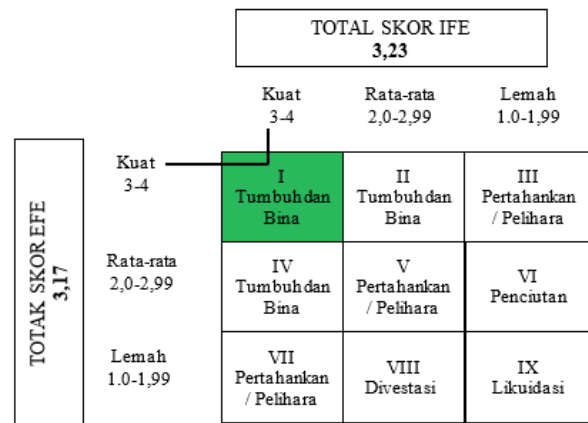 TOTAL SKOR IFE
3,23
Kuat
3-4
Rata-rata
2,0-2,99
Lemah
1.0-1,99
TOTAK SKOR EFE
3,17
Kuat
3-4
I
Tumbuh dan
Bina
II
Tumbuh dan
Bina
III
Pertahankan
/ Pelihara
Rata-rata
2,0-2,99
IV
Tumbuh dan
Bina
V
Pertahankan
/ Pelihara
VI
Penciutan
Lemah
1.0-1,99
VII
Pertahankan
/ Pelihara
VIII
Divestasi
IX
Likuidasi